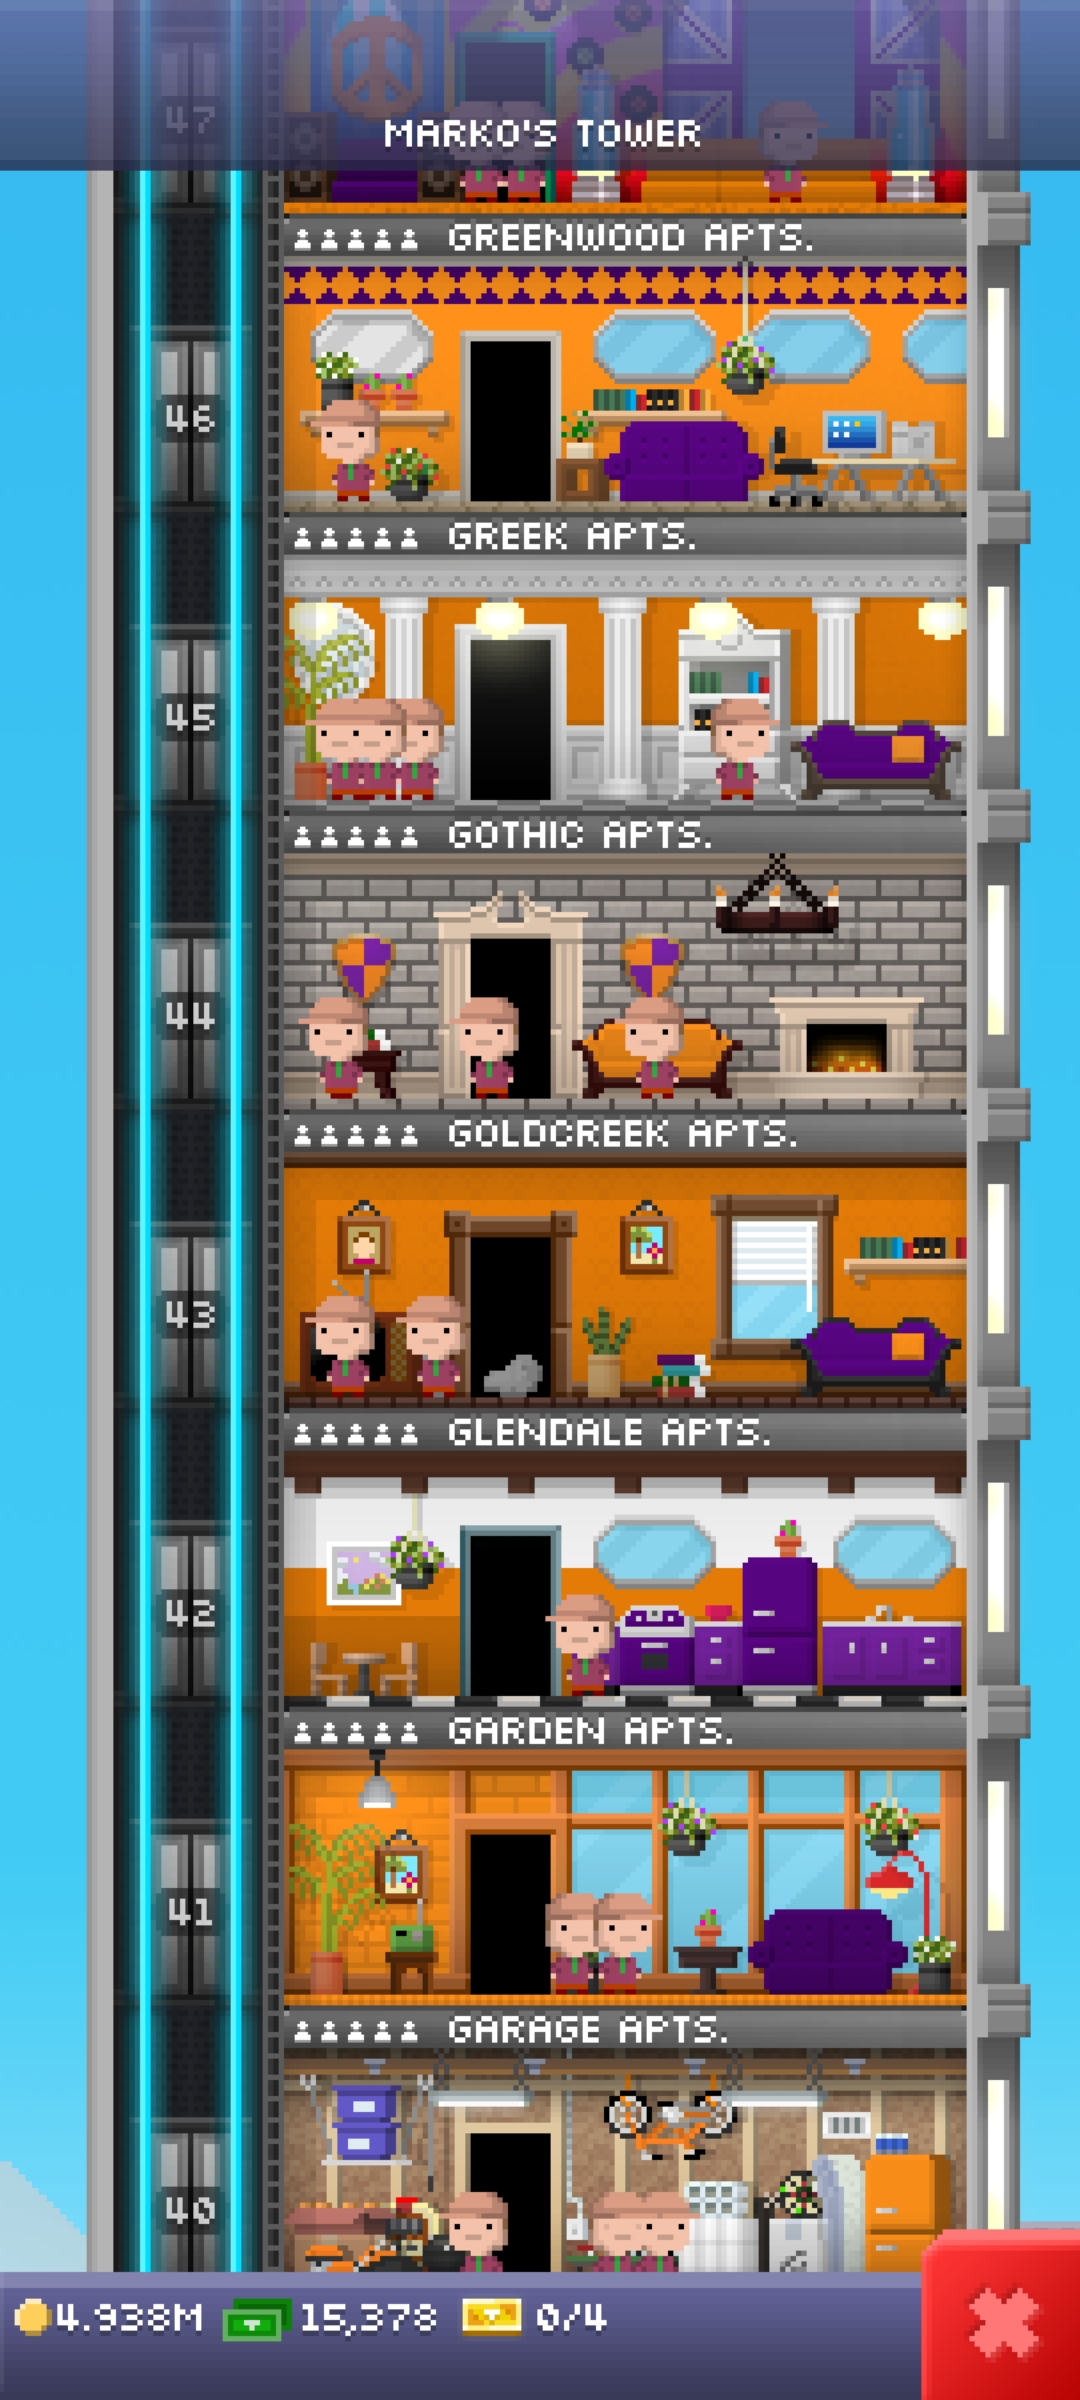 47
MARKO'S TOWER
GREENWOOD APTS.
46
GREEK APTS.
45
GOTHIC APTS.
44
GOLDCREEK APTS.
43
GLENDALE APTS.
42
GARDEN APTS.
41
GARAGE APTS.
40
4.938M 15,378 0/4